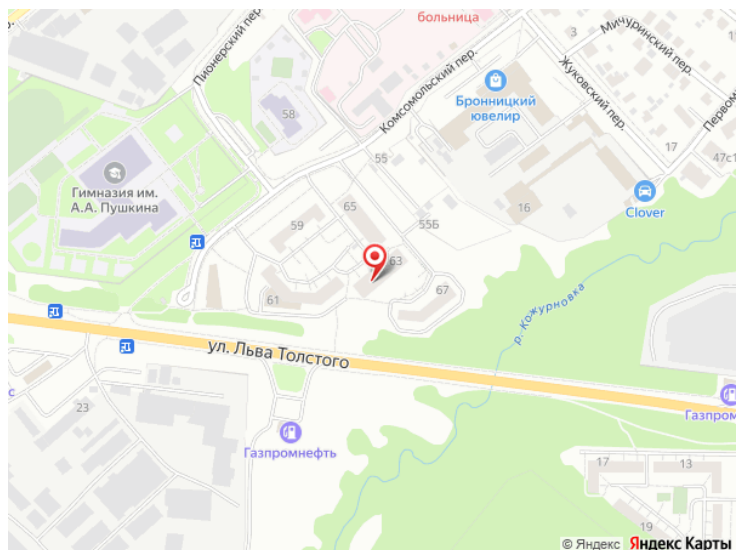 больница
3
Мичуринский пер.
17
Пионерский пер.
Комсомольский пер.
Жуковский пер.
Бронницкий
ювелир
58
17
55
47с1
Гимназия им.
А.А. Пушкина
Clover
65
16
59
55Б
63
67
61
р. Кожурновка
ул. Льва Толстого
23
Газпромнефть
17
13
19
© Яндекс Яндекс Карты